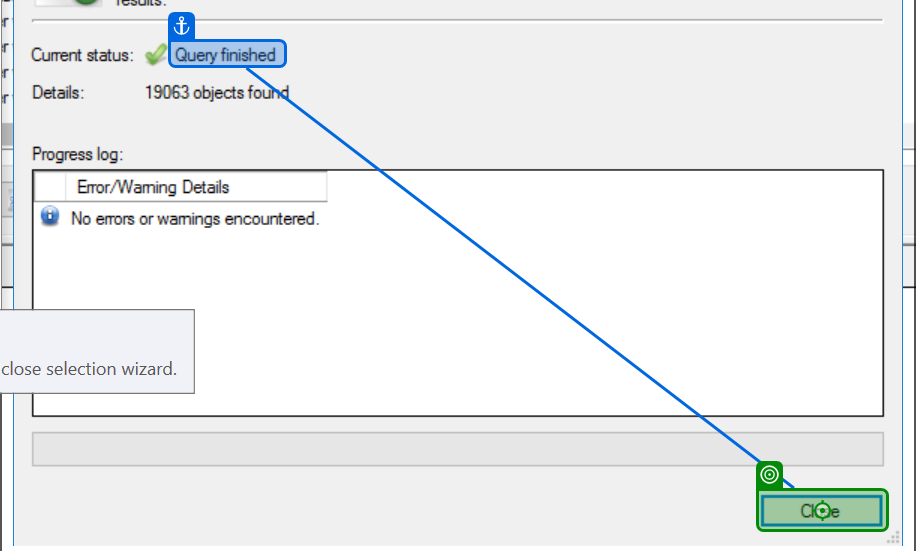 results.
Current status: Query finished
Details: 19063 objects found
Progress log:
Error/Warning Details
No errors or warnings encountered.
close selection wizard.
Close